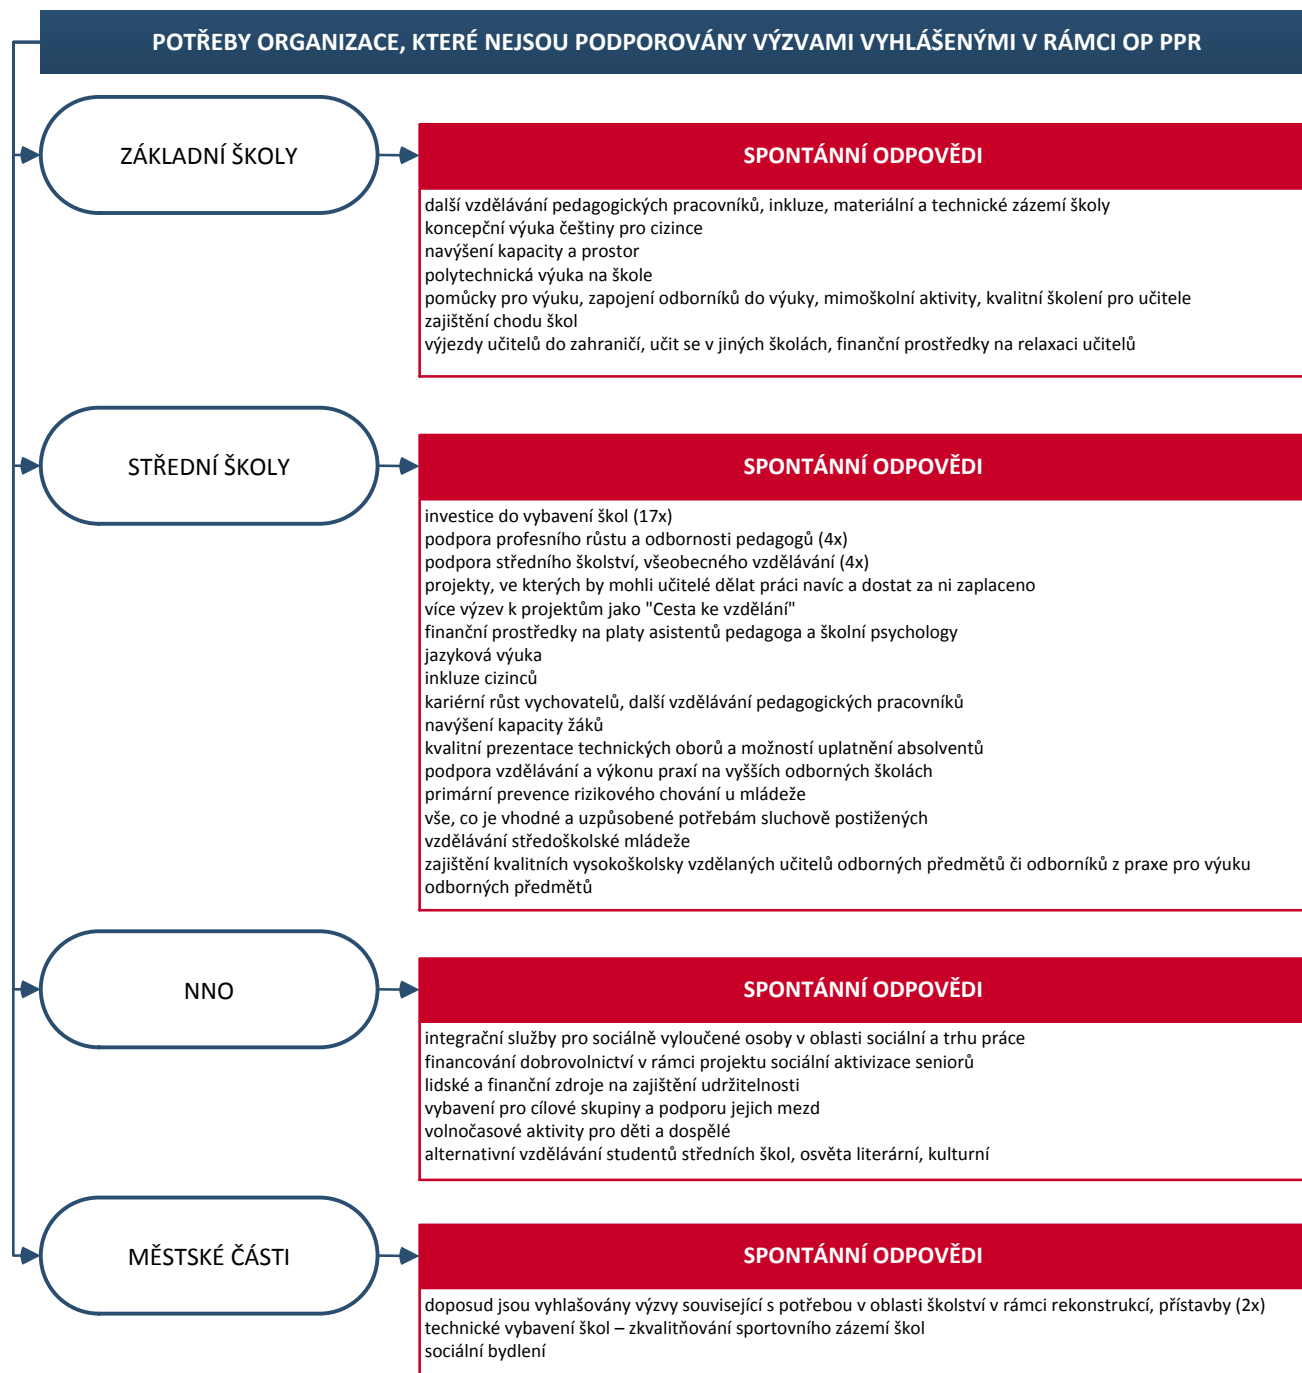 POTŘEBY ORGANIZACE, KTERÉ NEJSOU PODPOROVÁNY VÝZVAMI VYHLÁŠENÝMI V RÁMCI OP PPR
ZÁKLADNÍ ŠKOLY
SPONTÁNNÍ ODPOVĚDI
další vzdělávání pedagogických pracovníků, inkluze, materiální a technické zázemí školy
koncepční výuka češtiny pro cizince
navýšení kapacity a prostor
polytechnická výuka na škole
pomůcky pro výuku, zapojení odborníků do výuky, mimoškolní aktivity, kvalitní školení pro učitele
zajištění chodu škol
výjezdy učitelů do zahraničí, učit se v jiných školách, finanční prostředky na relaxaci učitelů
STŘEDNÍ ŠKOLY
SPONTÁNNÍ ODPOVĚDI
investice do vybavení škol (17x)
podpora profesního růstu a odbornosti pedagogů (4x)
podpora středního školství, všeobecného vzdělávání (4x)
projekty, ve kterých by mohli učitelé dělat práci navíc a dostat za ni zaplaceno
více výzev k projektům jako "Cesta ke vzdělání"
finanční prostředky na platy asistentů pedagoga a školní psychology
jazyková výuka
inkluze cizinců
kariérní růst vychovatelů, další vzdělávání pedagogických pracovníků
navýšení kapacity žáků
kvalitní prezentace technických oborů a možností uplatnění absolventů
podpora vzdělávání a výkonu praxí na vyšších odborných školách
primární prevence rizikového chování u mládeže
vše, co je vhodné a uzpůsobené potřebám sluchově postižených
vzdělávání středoškolské mládeže
zajištění kvalitních vysokoškolsky vzdělaných učitelů odborných předmětů či odborníků z praxe pro výuku
odborných předmětů
NNO
SPONTÁNNÍ ODPOVĚDI
integrační služby pro sociálně vyloučené osoby v oblasti sociální a trhu práce
financování dobrovolnictví v rámci projektu sociální aktivizace seniorů
lidské a finanční zdroje na zajištění udržitelnosti
vybavení pro cílové skupiny a podporu jejich mezd
volnočasové aktivity pro děti a dospělé
alternativní vzdělávání studentů středních škol, osvěta literární, kulturní
MĚSTSKÉ ČÁSTI
SPONTÁNNÍ ODPOVĚDI
doposud jsou vyhlašovány výzvy související s potřebou v oblasti školství v rámci rekonstrukcí, přístavby (2x)
technické vybavení škol – zkvalitňování sportovního zázemí škol
sociální bydlení